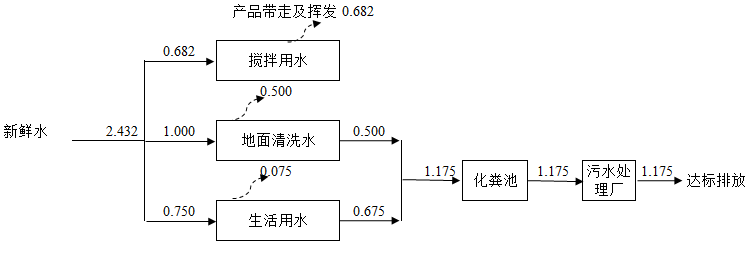 产品带走及挥发 0.682
0.682
搅拌用水
0.500
新鲜水
2.432
1.000
地面清洗水
0.500
0.075
1.175
化粪池
1.175
污水处
理厂
1.175
达标排放
0.750
生活用水
0.675